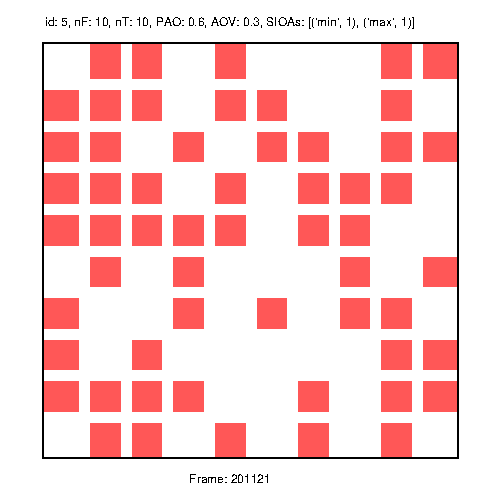 id: 5, nF: 10, nT: 10, PAO: 0.6, AOV: 0.3, SIOAs: [('min', 1), ('max', 1)]
Frame: 201121